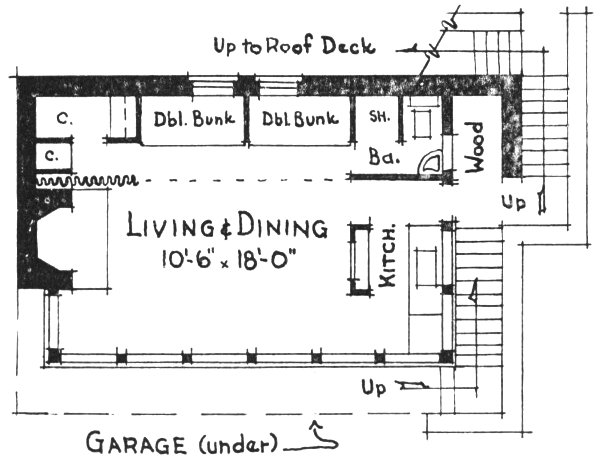 Up to Roof Deck
C.
Dbl. Bunk
Dbl. Bunk
SH.
C.
Ba.
Wood
Up
LIVING & DINING
10'-6" x 18'-0"
KITCH.
Up
GARAGE (under)